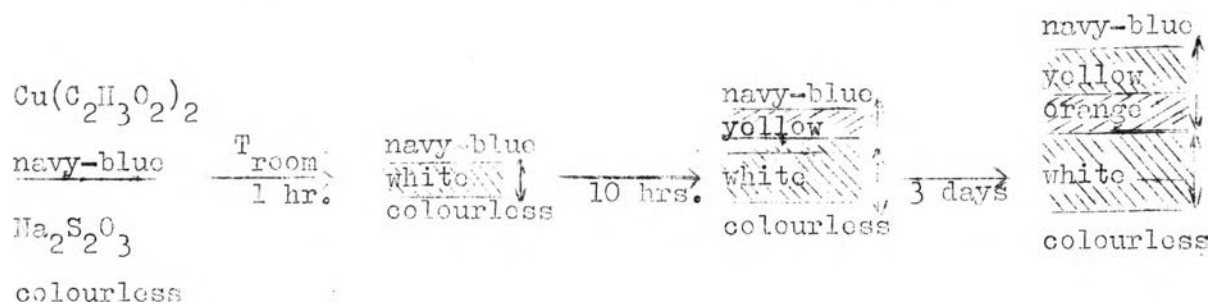 Cu(C2H3O2)2
navy-blue
Na2S2O3
colourless
Troom
1 hr.
navy-blue
white
colourless
10 hrs.
navy-blue
yellow
white
colourless
3 days
navy-blue
yellow
orange
white
colourless